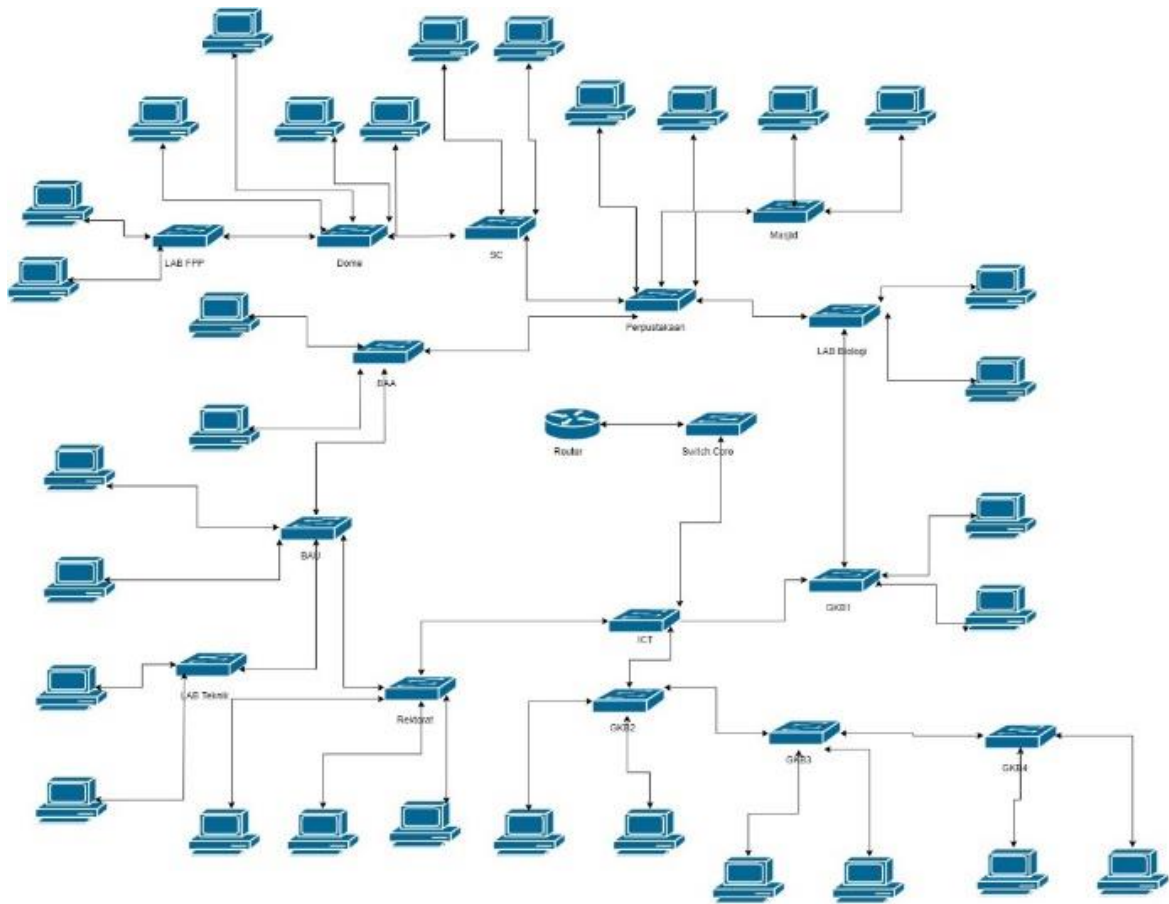 LAB FPP
Dome
SC
Masjid
Perpustakaan
LAB Biologi
BAA
Router
Switch Core
BAU
GKB1
ICT
LAB Teknik
Rektorat
GKB2
GKB3
GKB4